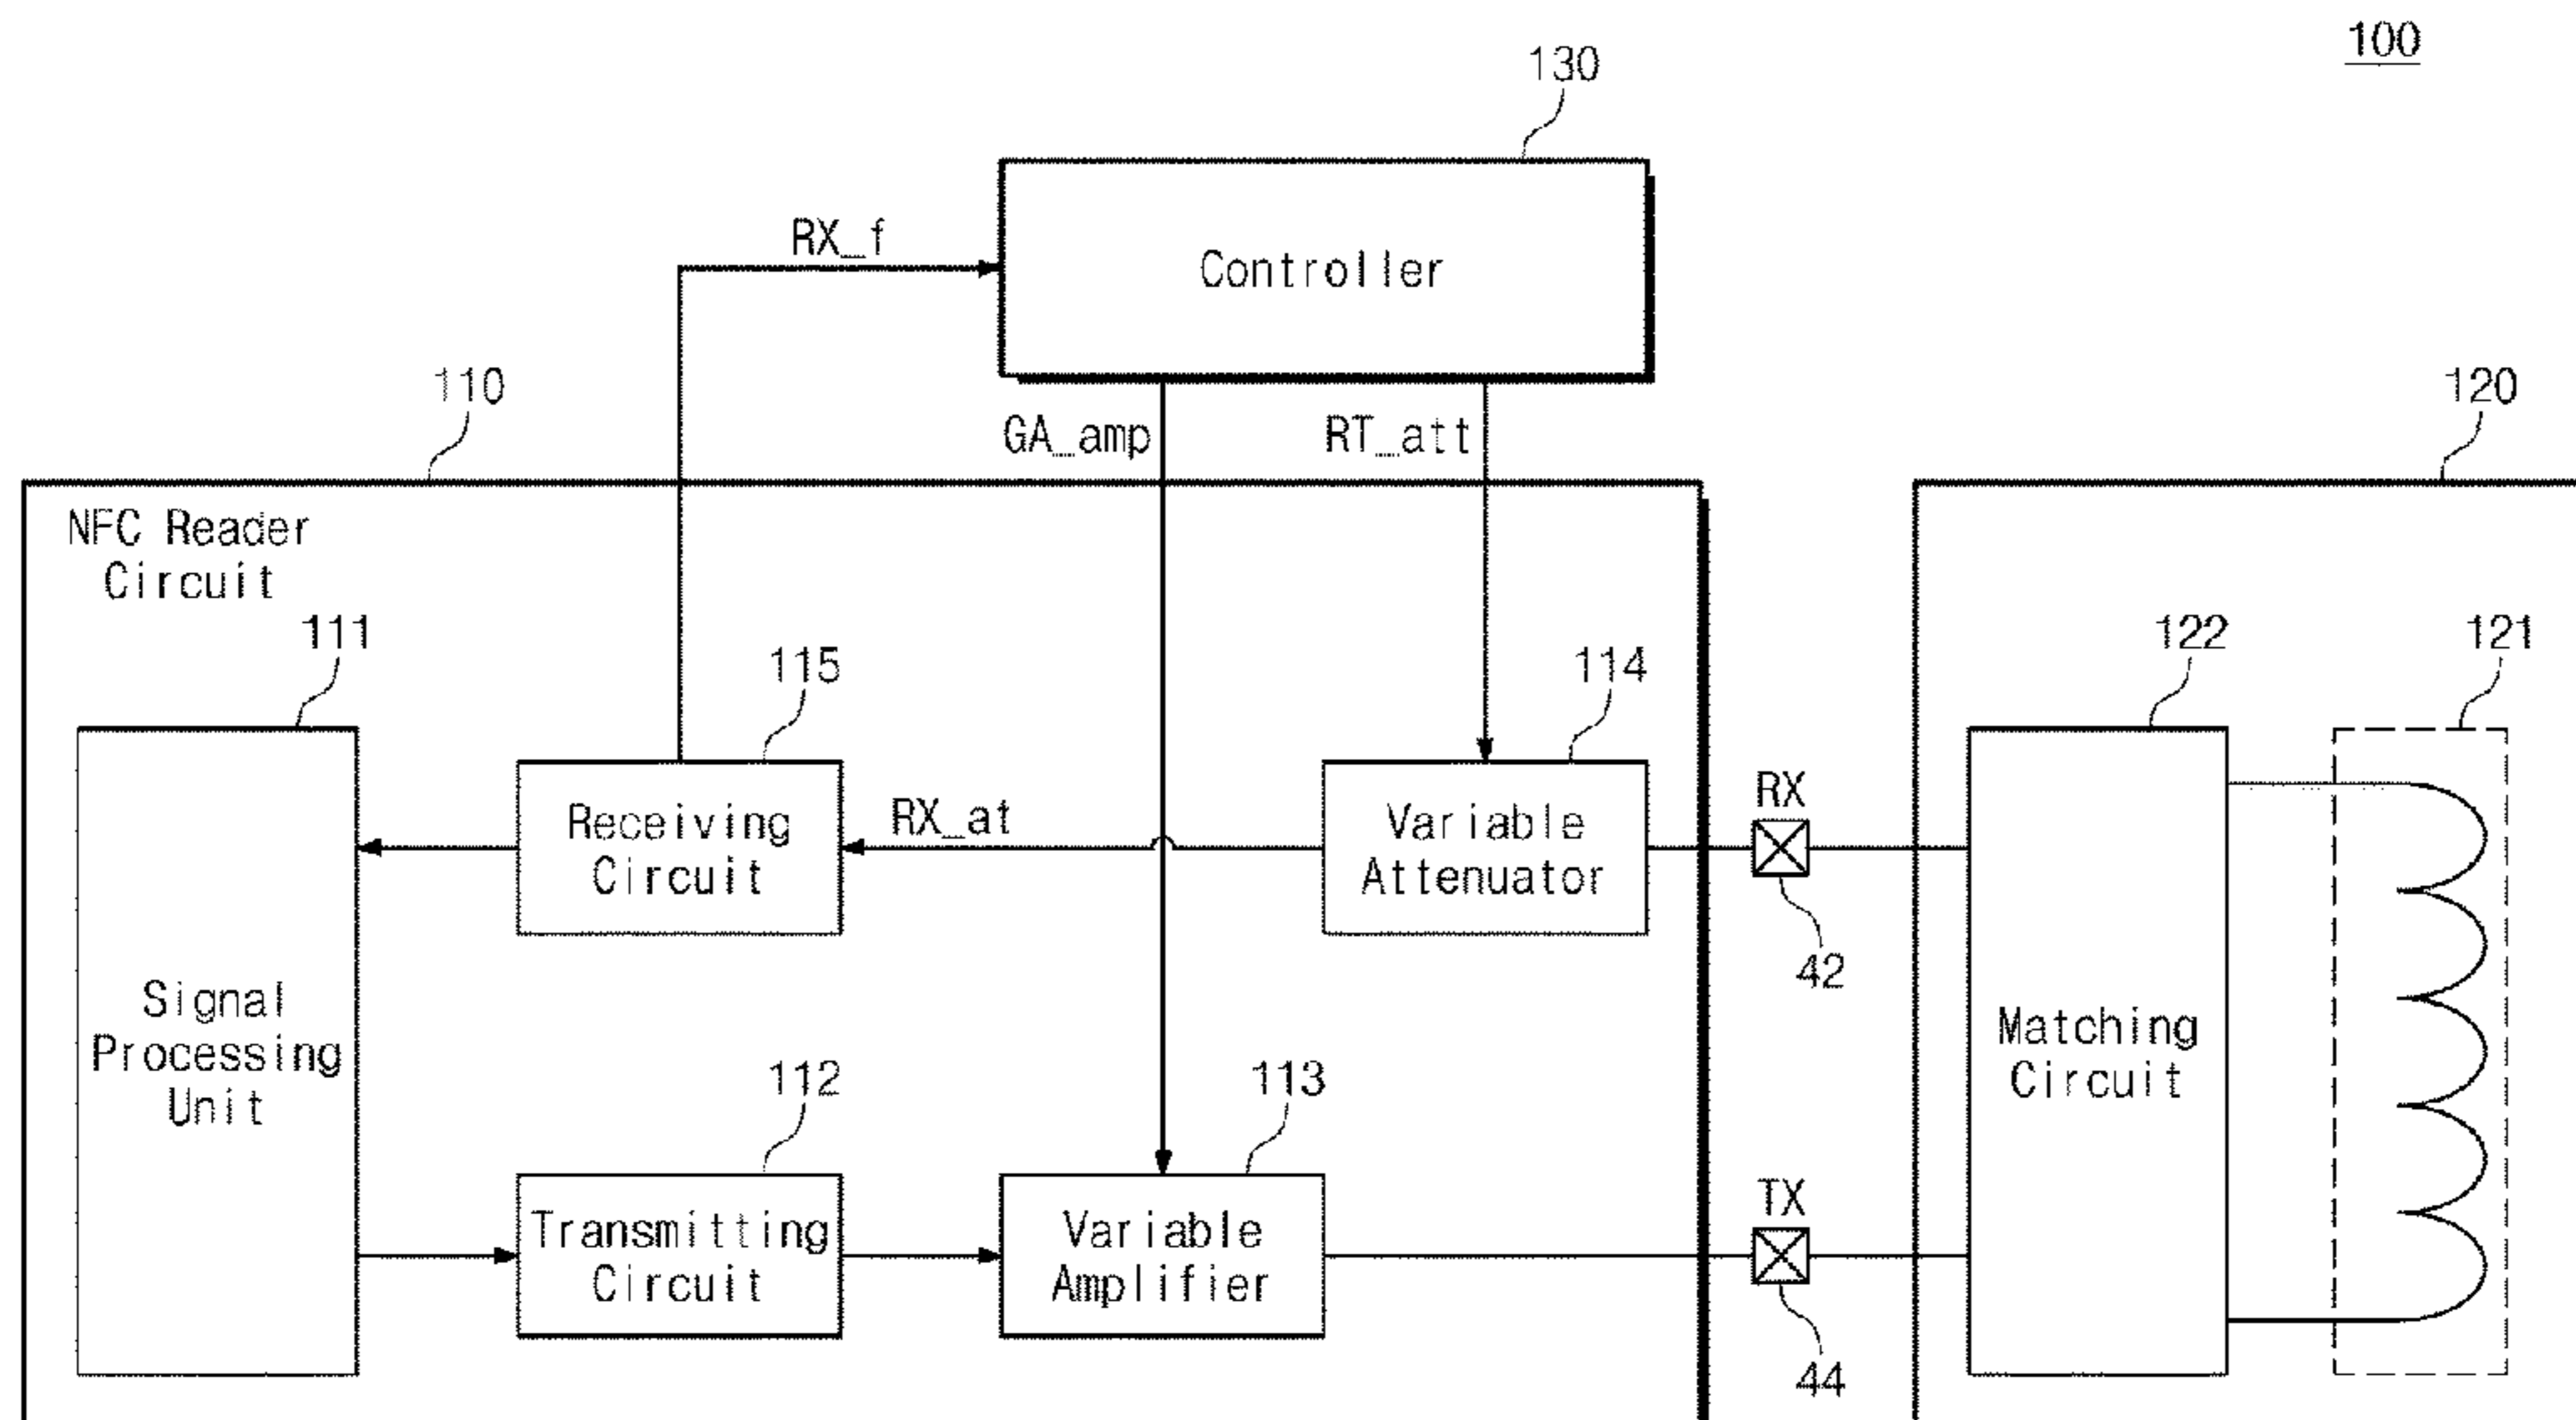 100
130
RX_f
Controller
110
GA_amp
RT_att
120
NFC Reader
Circuit
111
115
114
122
121
Receiving
Circuit
RX_at
Variable
Attenuator
RX
42
Signal
Processing
Unit
Matching
Circuit
112
113
Transmitting
Circuit
Variable
Amplifier
TX
44